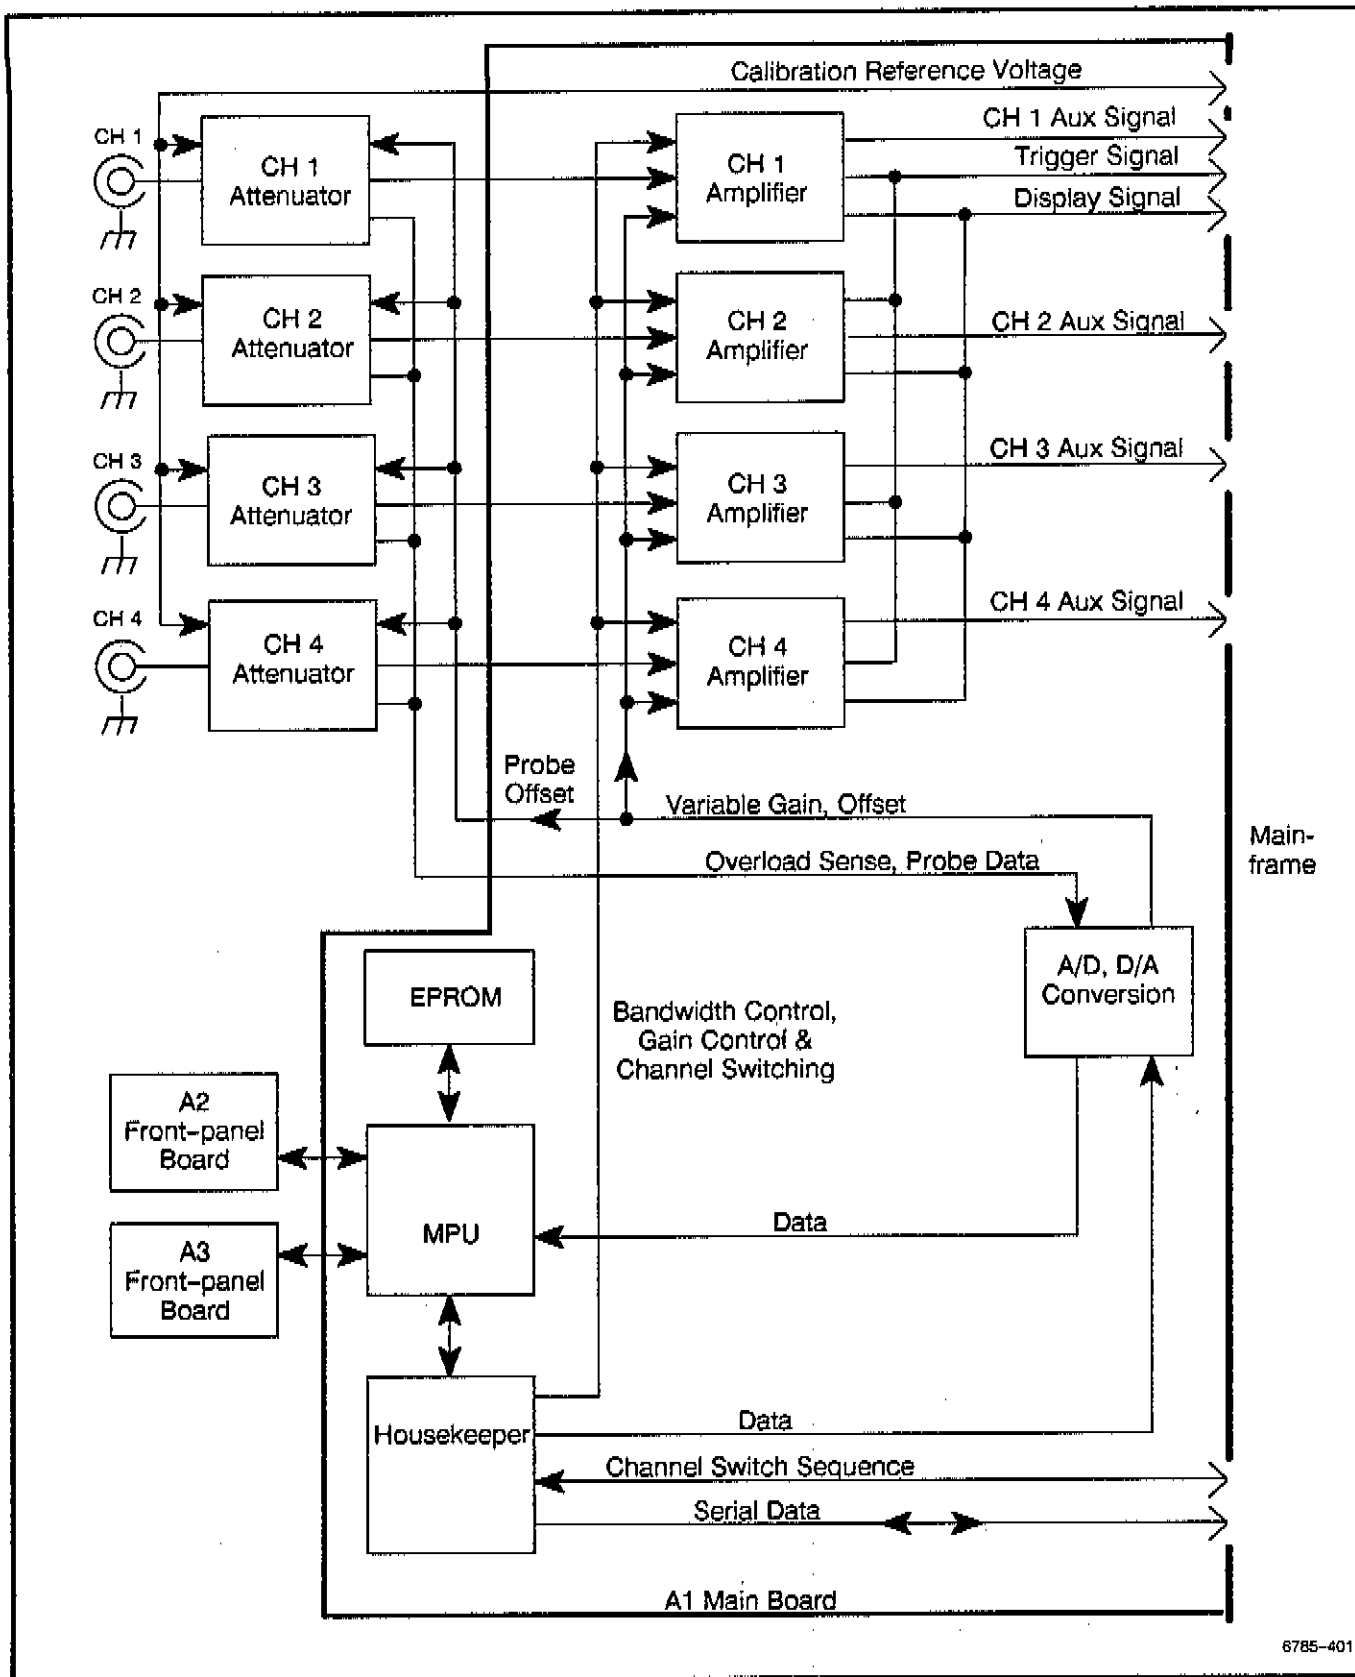 Calibration Reference Voltage
CH 1 Aux Signal
Trigger Signal
Display Signal
CH 1
CH 1
Attenuator
CH 1
Amplifier
CH 2
CH 2
Attenuator
CH 2
Amplifier
CH 2 Aux Signal
CH 3
CH 3
Attenuator
CH 3
Amplifier
CH 3 Aux Signal
CH 4
CH 4
Attenuator
CH 4
Amplifier
CH 4 Aux Signal
Probe
Offset
Variable Gain, Offset
Overload Sense, Probe Data
Main-
frame
A/D, D/A
Conversion
EPROM
Bandwidth Control,
Gain Control &
Channel Switching
A2
Front-panel
Board
MPU
Data
A3
Front-panel
Board
Housekeeper
Data
Channel Switch Sequence
Serial Data
A1 Main Board
6785-401